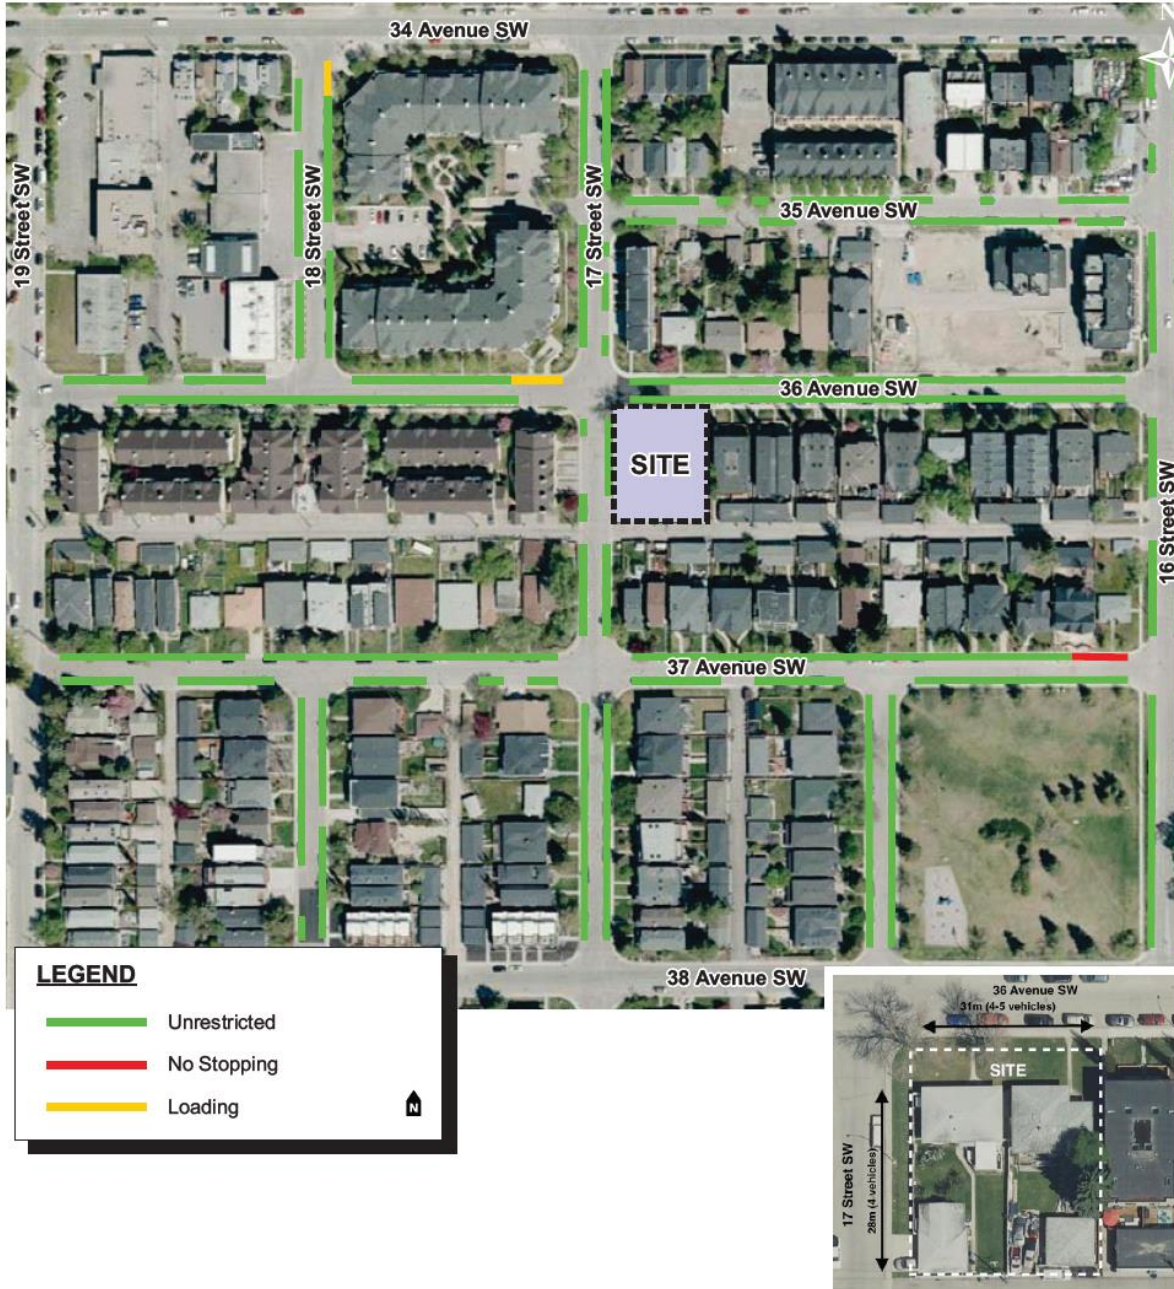 34 Avenue SW
N
19 Street SW
18 Street SW
17 Street SW
35 Avenue SW
36 Avenue SW
SITE
16 Street SW
37 Avenue SW
38 Avenue SW
LEGEND
Unrestricted
No Stopping
Loading
N
36 Avenue SW
31m (4-5 vehicles)
SITE
17 Street SW
28m (4 vehicles)